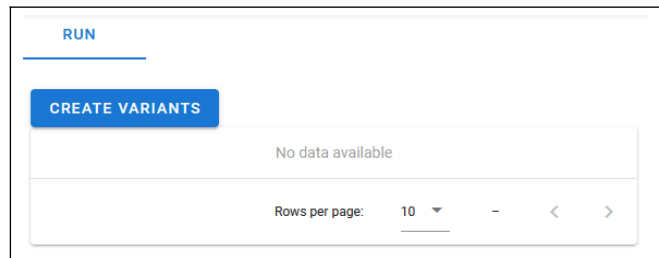 RUN
CREATE VARIANTS
No data available
Rows per page: 10 –